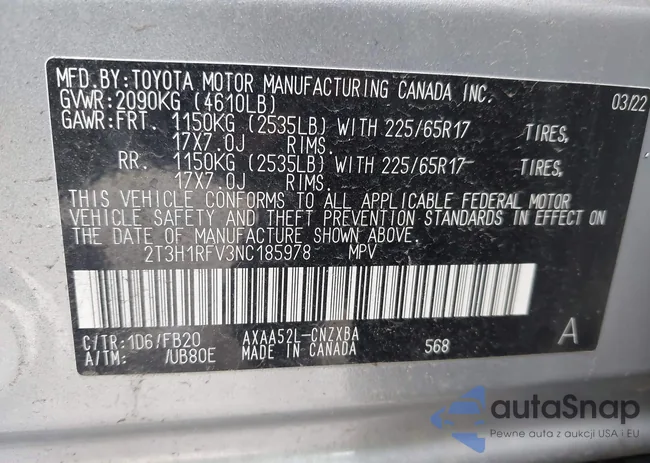 MFD.BY:TOYOTA MOTOR MANUFACTURING CANADA INC. 03/22
GVWR:2090KG (4610LB)
GAWR:FRT. 1150KG (2535LB) WITH 225/65R17 TIRES,
17X7.0J RIMS.
RR. 1150KG (2535LB) WITH 225/65R17 TIRES,
17X7.0J RIMS.
THIS VEHICLE CONFORMS TO ALL APPLICABLE FEDERAL MOTOR
VEHICLE SAFETY AND THEFT PREVENTION STANDARDS IN EFFECT ON
THE DATE OF MANUFACTURE SHOWN ABOVE.
2T3H1RFV3NC185978 MPV
C/TR:1D6/FB20 AXAA52L-CNZXBA A
A/TM: /UB80E MADE IN CANADA 568
autaSnap
Pewne auta z aukcji USA i EU